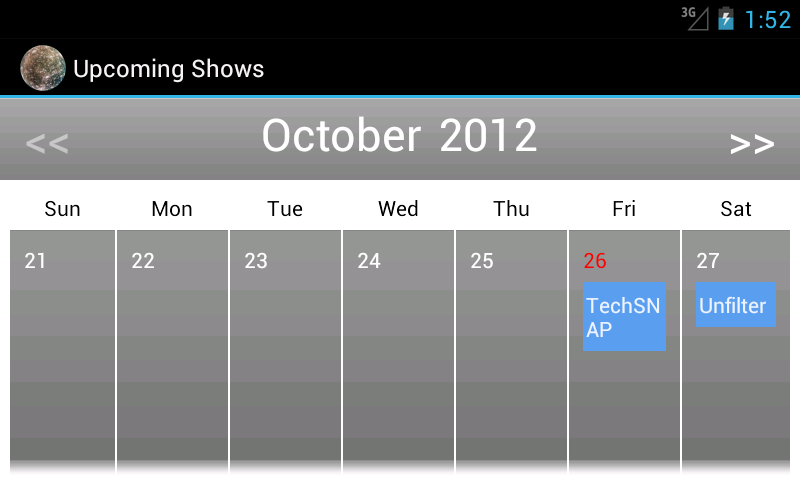 3G 1:52
Upcoming Shows
<< October 2012 >>
Sun Mon Tue Wed Thu Fri Sat
21 22 23 24 25 26 27
TechSN Unfilter
AP